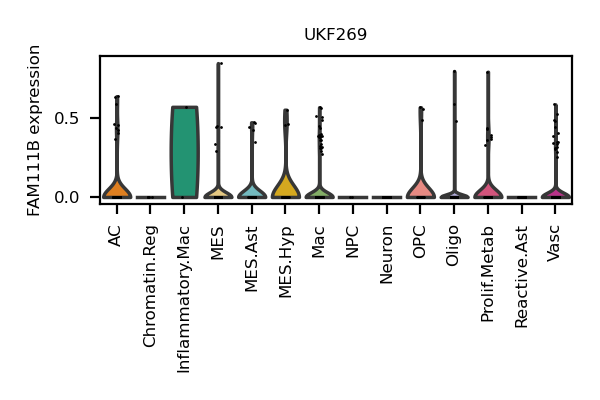 UKF269
FAM111B expression
0.5
0.0
AC
Chromatin.Reg
Inflammatory.Mac
MES
MES.Ast
MES.Hyp
Mac
NPC
Neuron
OPC
Oligo
Prolif.Metab
Reactive.Ast
Vasc